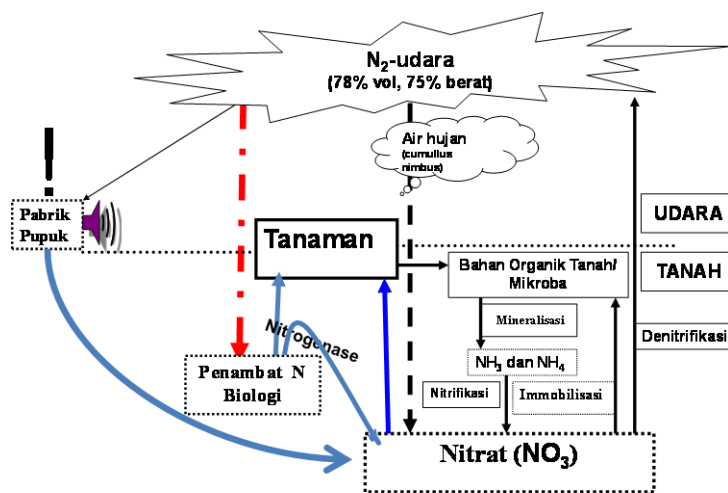 N₂-udara
(78% vol, 75% berat)
Air hujan
(cumullus
nimbus)
Pabrik
Pupuk
UDARA
Tanaman
Bahan Organik Tanah/
Mikroba
TANAH
Mineralisasi
Nitrogenase
Denitrifikasi
NH₃ dan NH₄
Penambat N
Biologi
Nitrifikasi
Immobilisasi
Nitrat (NO₃)